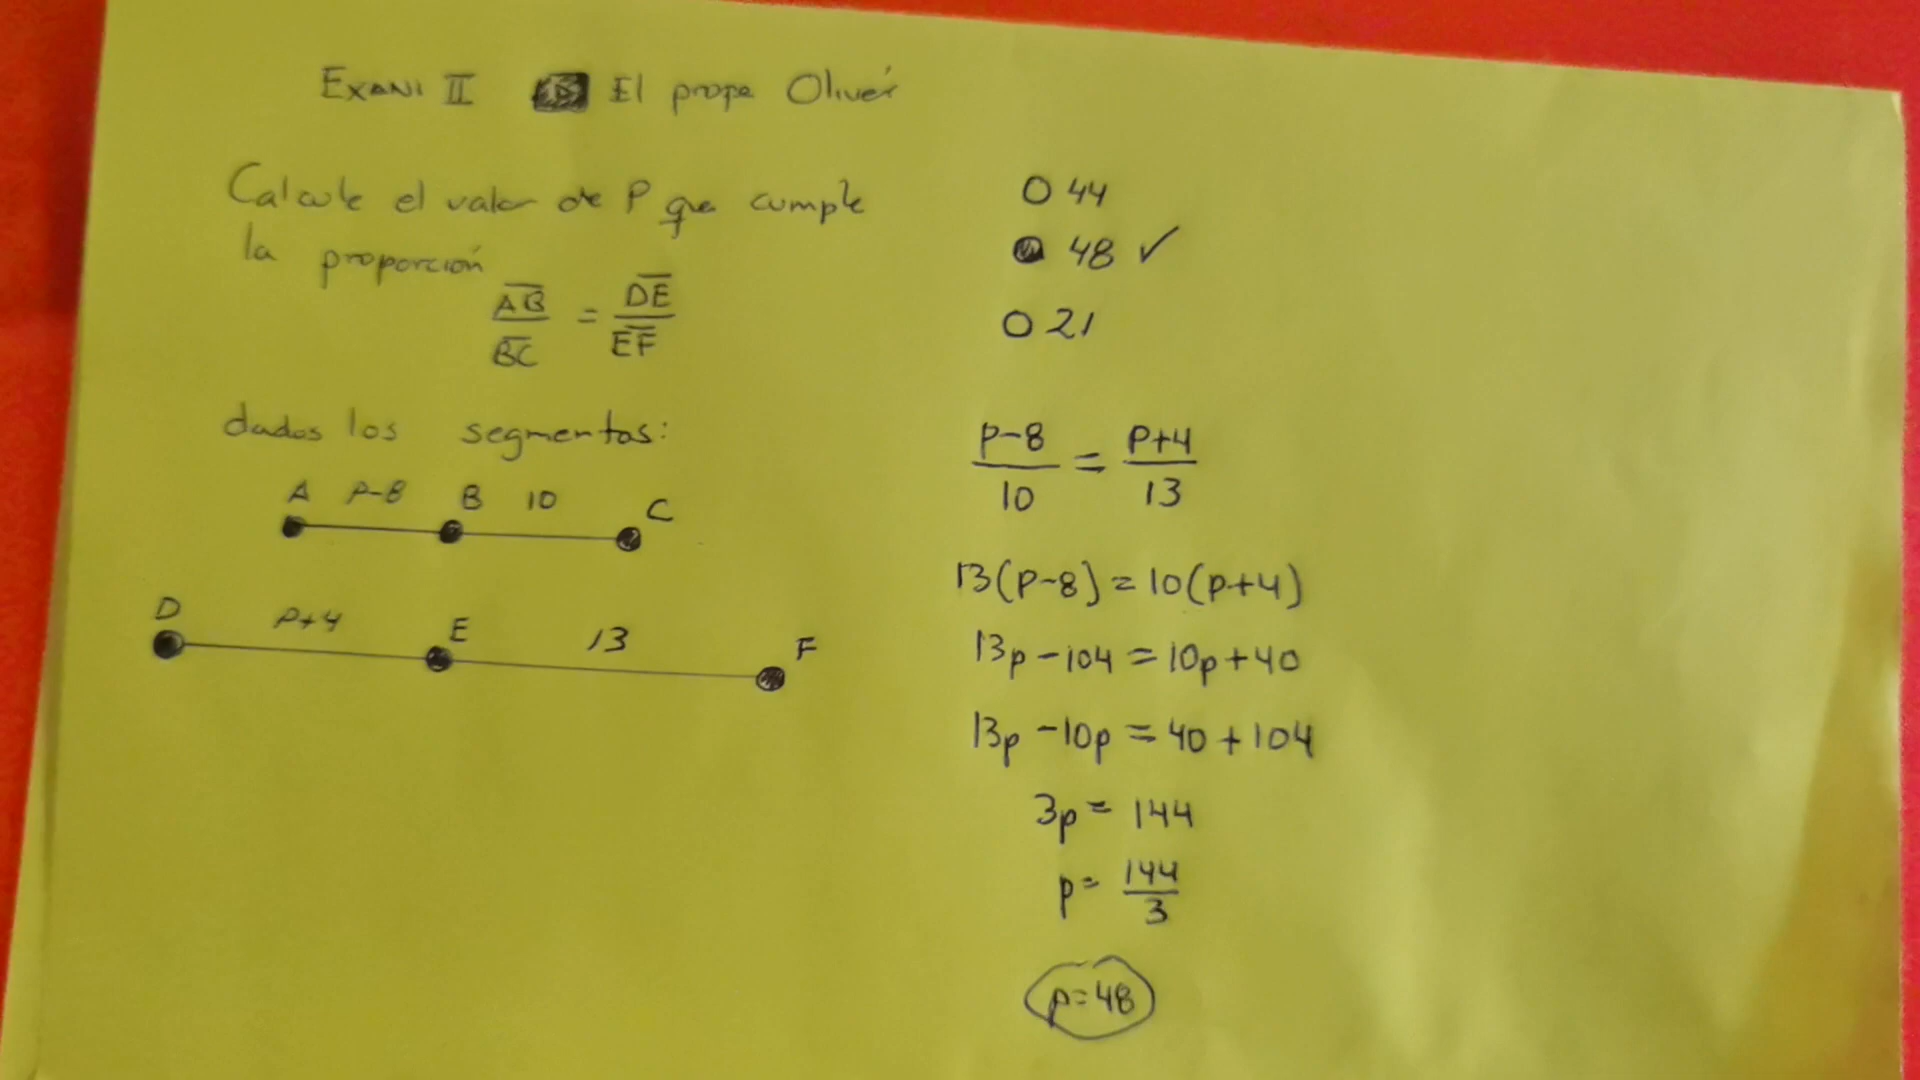 EXANI II El profe Oliver
Calcule el valor de P que cumple
la proporción
AB/BC = DE/EF
dados los segmentos:
A P-8 B 10 C
D P+4 E 13 F
O 44
48 ✓
O 21
p-8/10 = p+4/13
13(p-8)=10(p+4)
13p-104=10p+40
13p-10p=40+104
3p=144
p=144/3
p=48